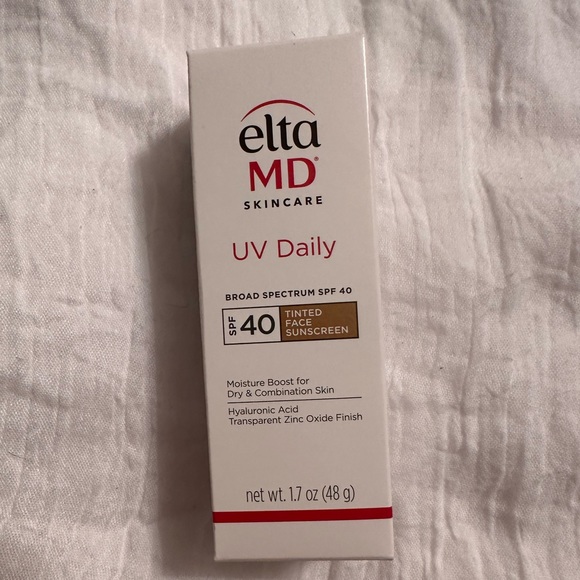 elta
MD®
SKINCARE
UV Daily
BROAD SPECTRUM SPF 40
SPF 40 TINTED
FACE
SUNSCREEN
Moisture Boost for
Dry & Combination Skin
Hyaluronic Acid
Transparent Zinc Oxide Finish
net wt. 1.7 oz (48 g)